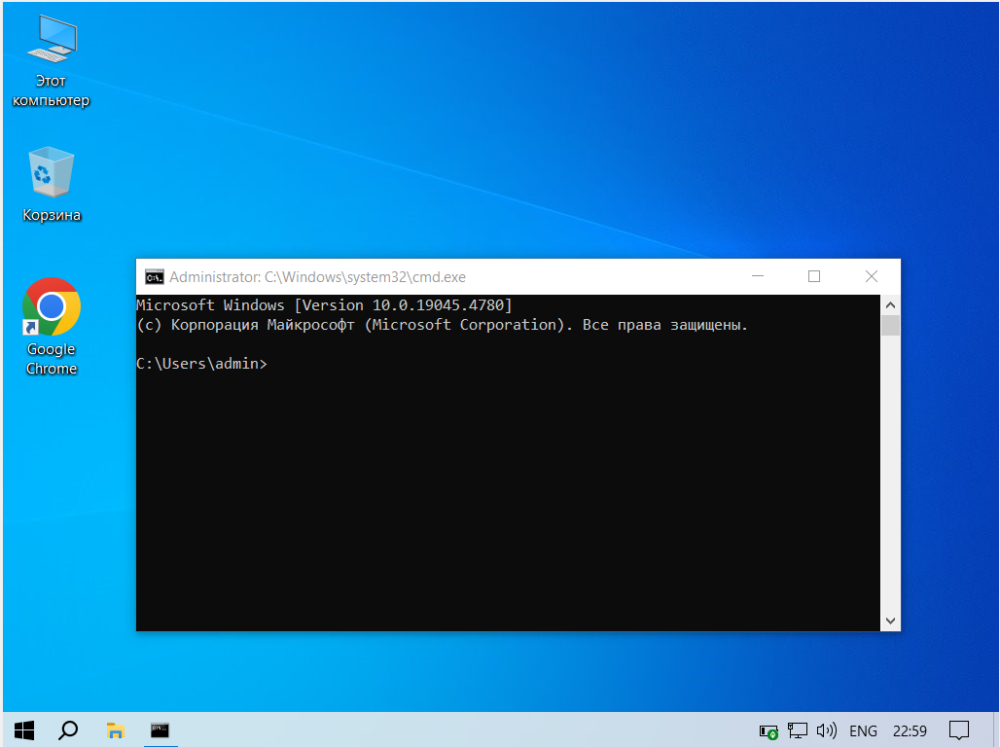 Этот
компьютер
Корзина
Google
Chrome
Administrator: C:\Windows\system32\cmd.exe
Microsoft Windows [Version 10.0.19045.4780]
(c) Корпорация Майкрософт (Microsoft Corporation). Все права защищены.
C:\Users\admin>
ENG 22:59